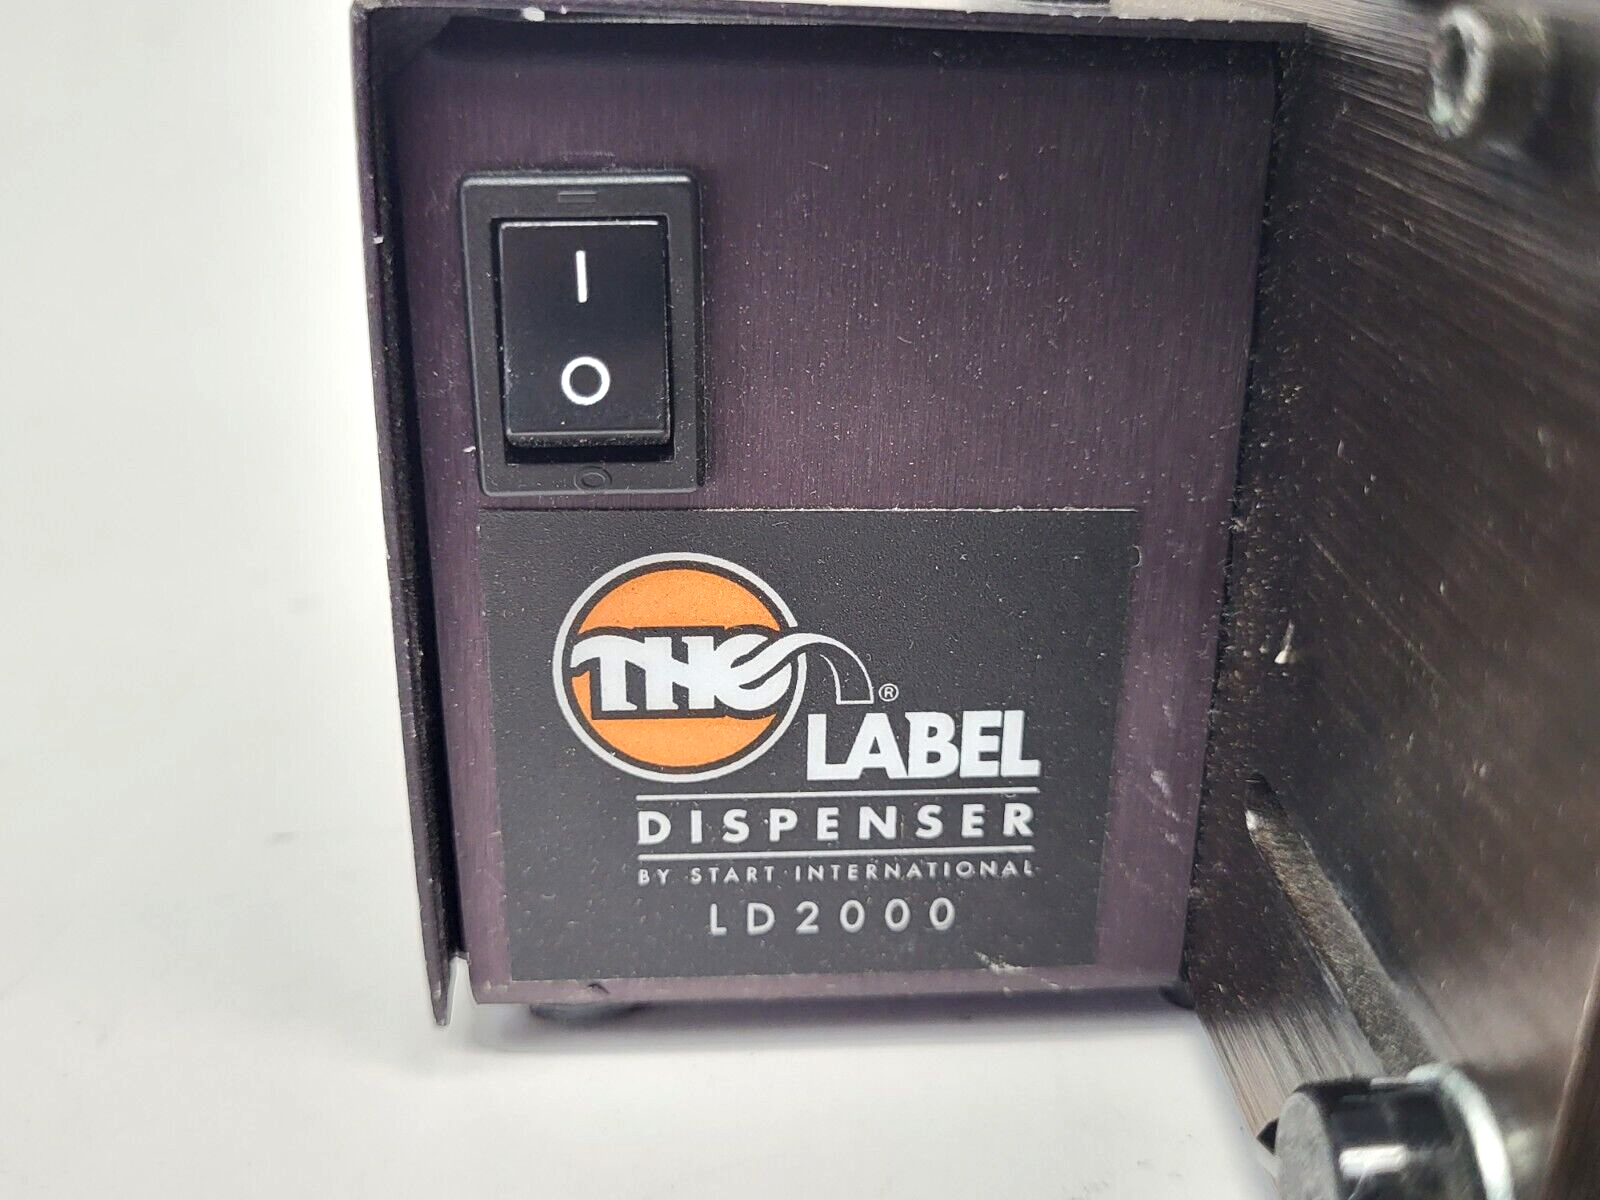 I
O
THE
®
LABEL
DISPENSER
BY START INTERNATIONAL
LD2000